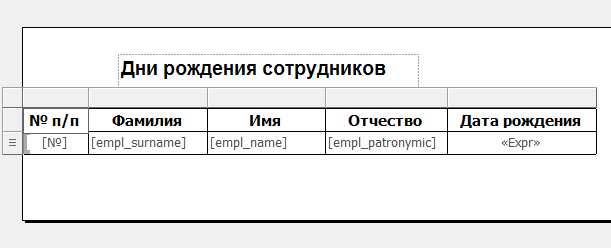 Дни рождения сотрудников
№ п/п Фамилия Имя Отчество Дата рождения
[№] [empl_surname] [empl_name] [empl_patronymic] «Expr»